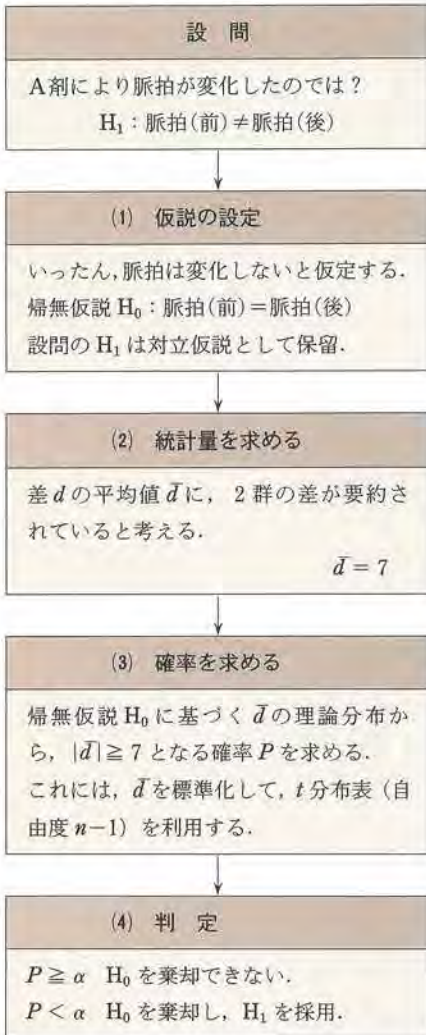 設 問
A剤により脈拍が変化したのでは？
H₁：脈拍(前)≠脈拍(後)
(1) 仮説の設定
いったん,脈拍は変化しないと仮定する．
帰無仮説 H₀：脈拍(前)＝脈拍(後)
設問の H₁ は対立仮説として保留．
(2) 統計量を求める
差 d の平均値 d̄ に， 2 群の差が要約さ
れていると考える．
d̄ = 7
(3) 確率を求める
帰無仮説 H₀ に基づく d̄ の理論分布か
ら，|d̄|≧7 となる確率 P を求める．
これには，d̄ を標準化して，t 分布表（自
由度 n−1）を利用する．
(4) 判 定
P ≧ α H₀ を棄却できない．
P < α H₀ を棄却し，H₁ を採用．